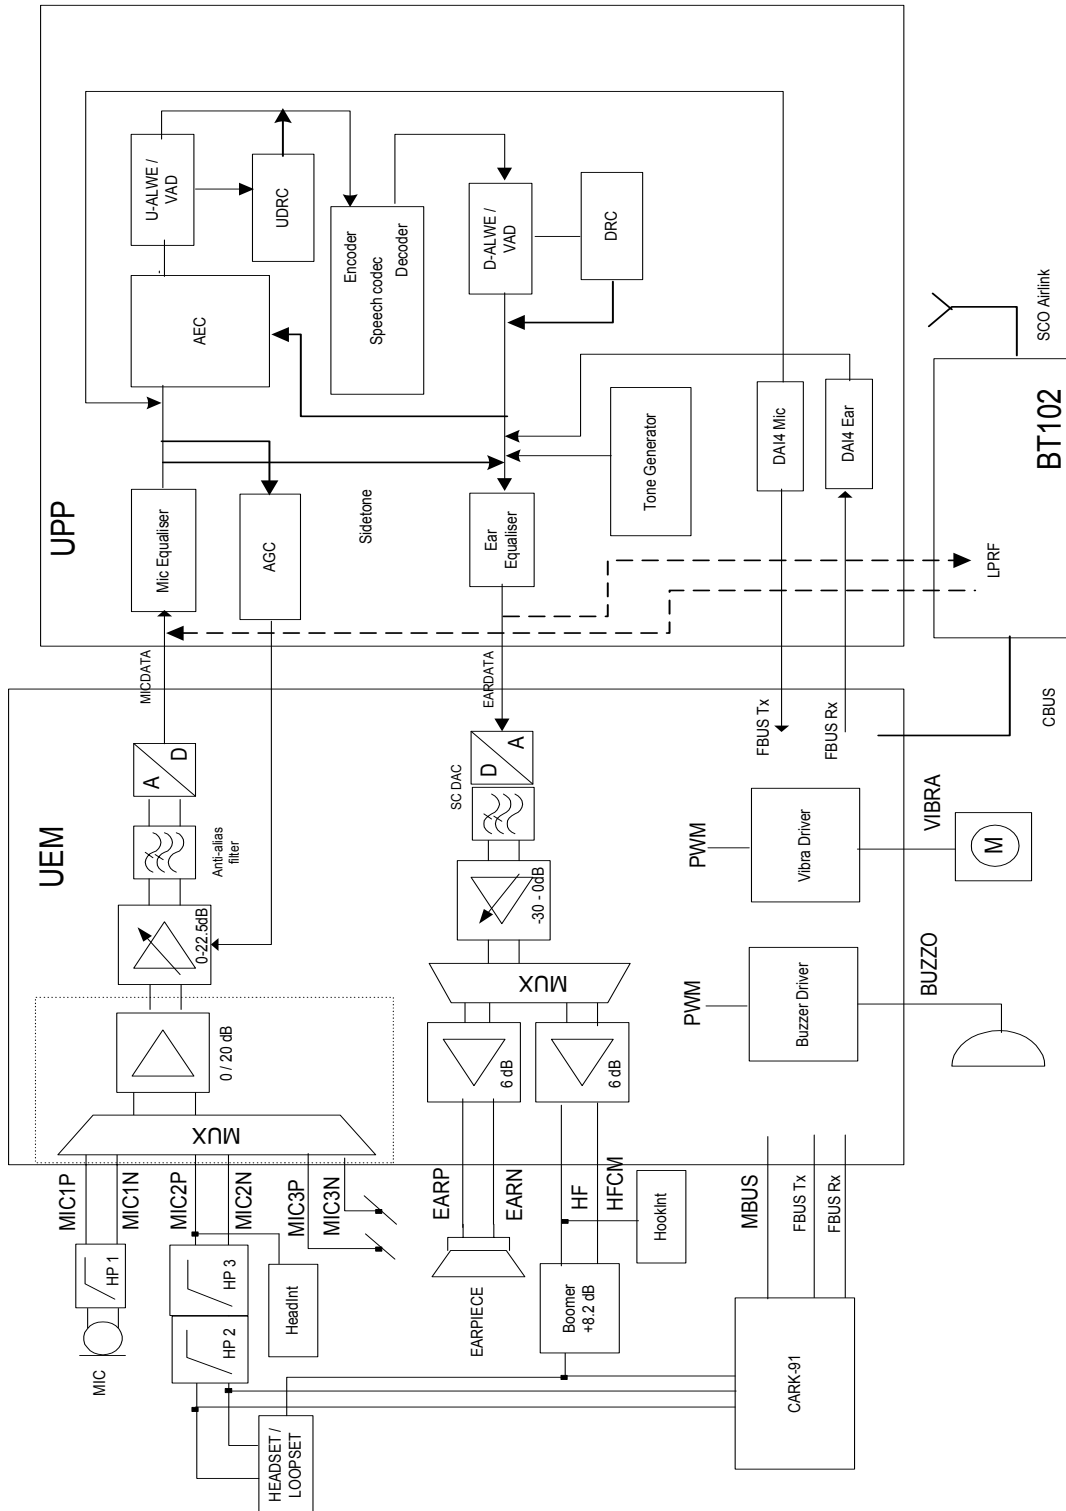 UPP
U-ALWE /
VAD
UDRC
AEC
Encoder
Speech codec
Decoder
D-ALWE /
VAD
DRC
Mic Equaliser
AGC
Sidetone
Ear
Equaliser
Tone Generator
DAI4 Mic
DAI4 Ear
SCO Airlink
BT102
LPRF
CBUS
MICDATA
EARDATA
FBUS Tx
FBUS Rx
UEM
A
D
Anti-alias
filter
0-22.5dB
0 / 20 dB
MUX
SC DAC
D
A
-30 - 0dB
MUX
6 dB
6 dB
PWM
Vibra Driver
VIBRA
M
PWM
Buzzer Driver
BUZZO
MIC1P
MIC1N
MIC2P
MIC2N
MIC3P
MIC3N
EARP
EARN
HF
HFCM
MBUS
FBUS Tx
FBUS Rx
HP 1
MIC
HP 3
HP 2
HeadInt
EARPIECE
Boomer
+8.2 dB
HookInt
HEADSET /
LOOPSET
CARK-91